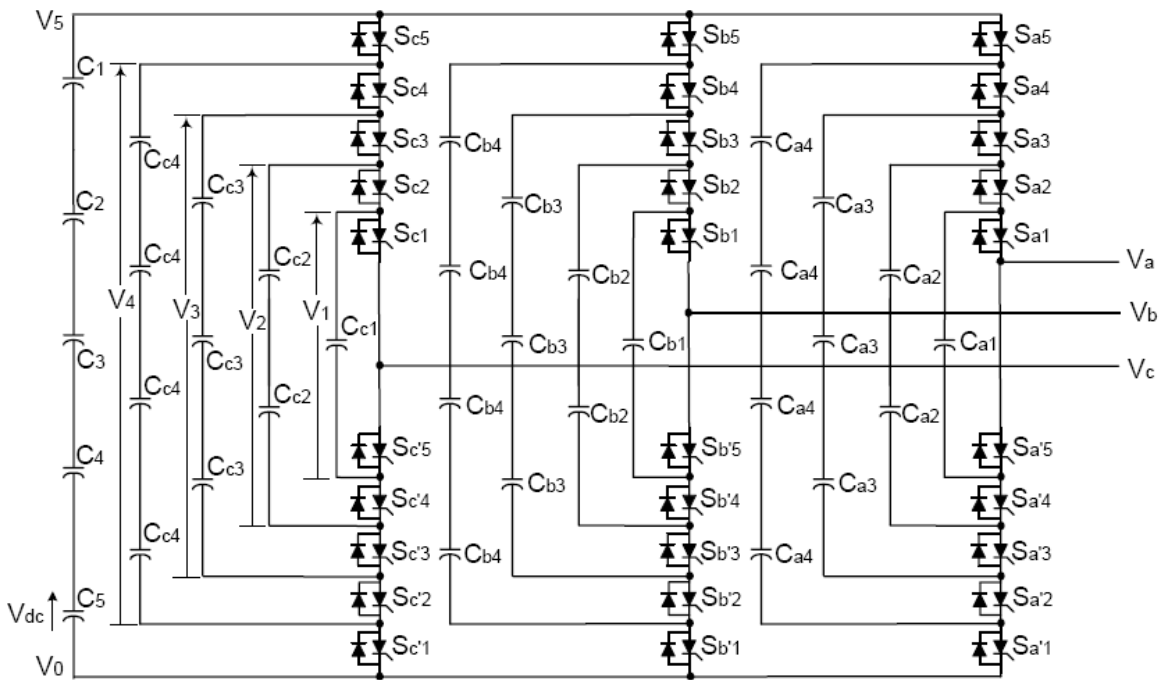 V5 Sc5 Sb5 Sa5
C1 Sc4 Sb4 Sa4
Cc4 Sc3 Cb4 Sb3 Ca4 Sa3
C2 Cc3 Sc2 Cb3 Sb2 Ca3 Sa2
Sc1 Sb1 Sa1
Cc4 Cc2 Cb4 Cb2 Ca4 Ca2 Va
V4 V3 V2 V1 Vb
C3 Cc3 Cc1 Cb3 Cb1 Ca3 Ca1
Vc
Cc4 Cc2 Cb4 Cb2 Ca4 Ca2
C4 Cc3 Sc'5 Cb3 Sb'5 Ca3 Sa'5
Sc'4 Sb'4 Sa'4
Cc4 Sc'3 Cb4 Sb'3 Ca4 Sa'3
Vdc C5 Sc'2 Sb'2 Sa'2
V0 Sc'1 Sb'1 Sa'1